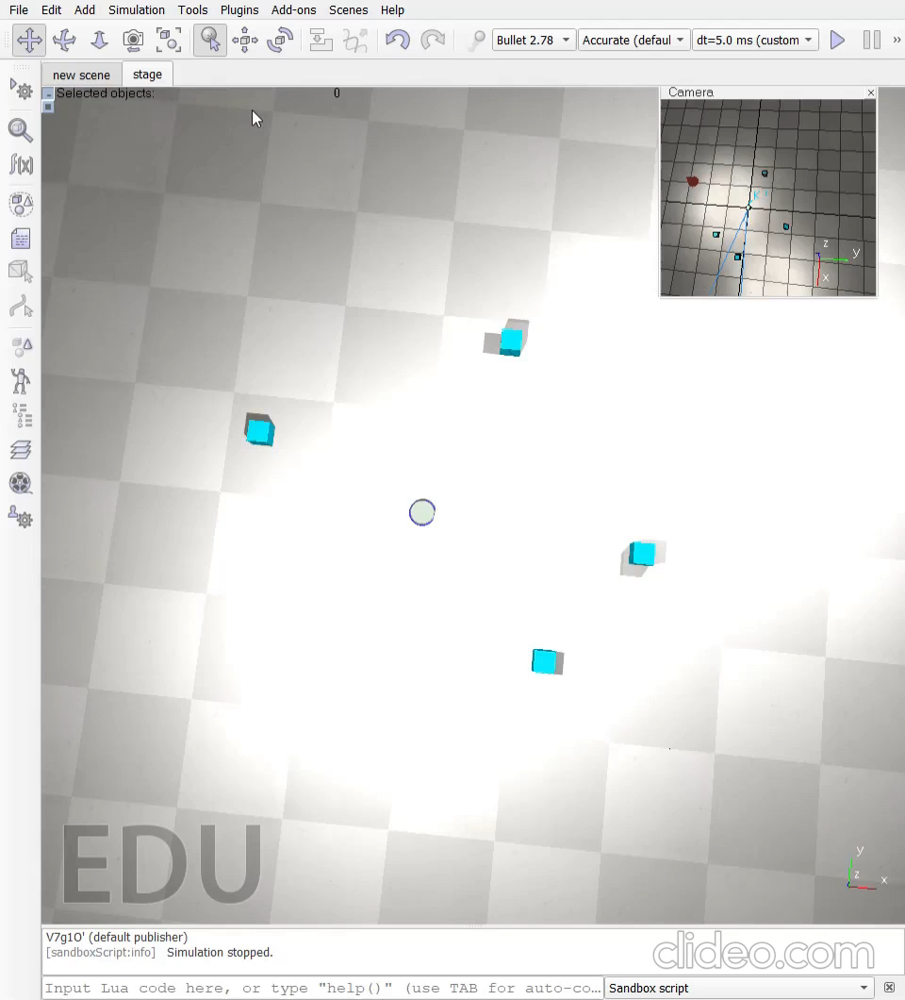 File Edit Add Simulation Tools Plugins Add-ons Scenes Help
Bullet 2.78 Accurate (defaul dt=5.0 ms (custom »
f(x)
new scene stage
Selected objects: 0
Camera
z
y
x
EDU
y
z
x
V7g1O' (default publisher)
[sandboxScript:info] Simulation stopped.
clideo.com
Input Lua code here, or type "help()" (use TAB for auto-co... Sandbox script